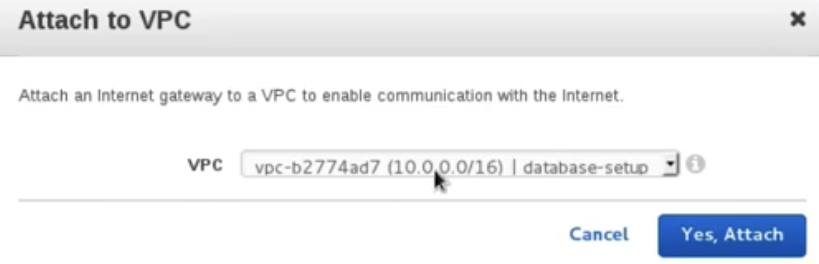 Attach to VPC
Attach an Internet gateway to a VPC to enable communication with the Internet.
VPC vpc-b2774ad7 (10.0.0.0/16) | database-setup
Cancel Yes, Attach